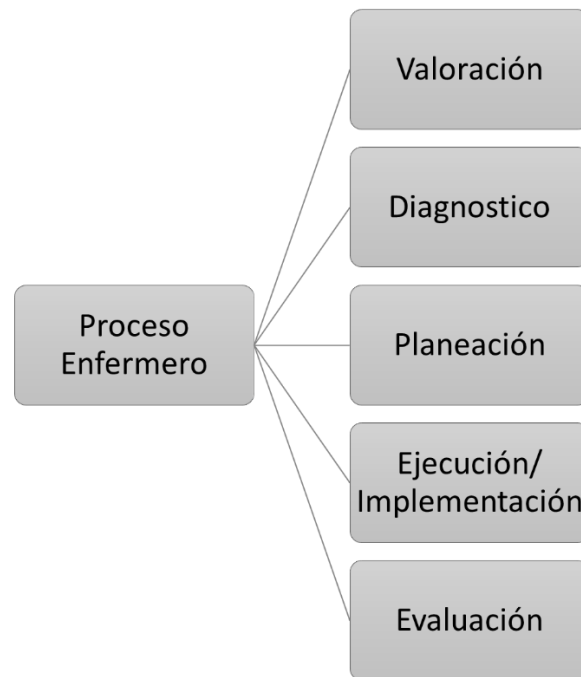 Valoración
Diagnostico
Proceso
Enfermero
Planeación
Ejecución/
Implementación
Evaluación